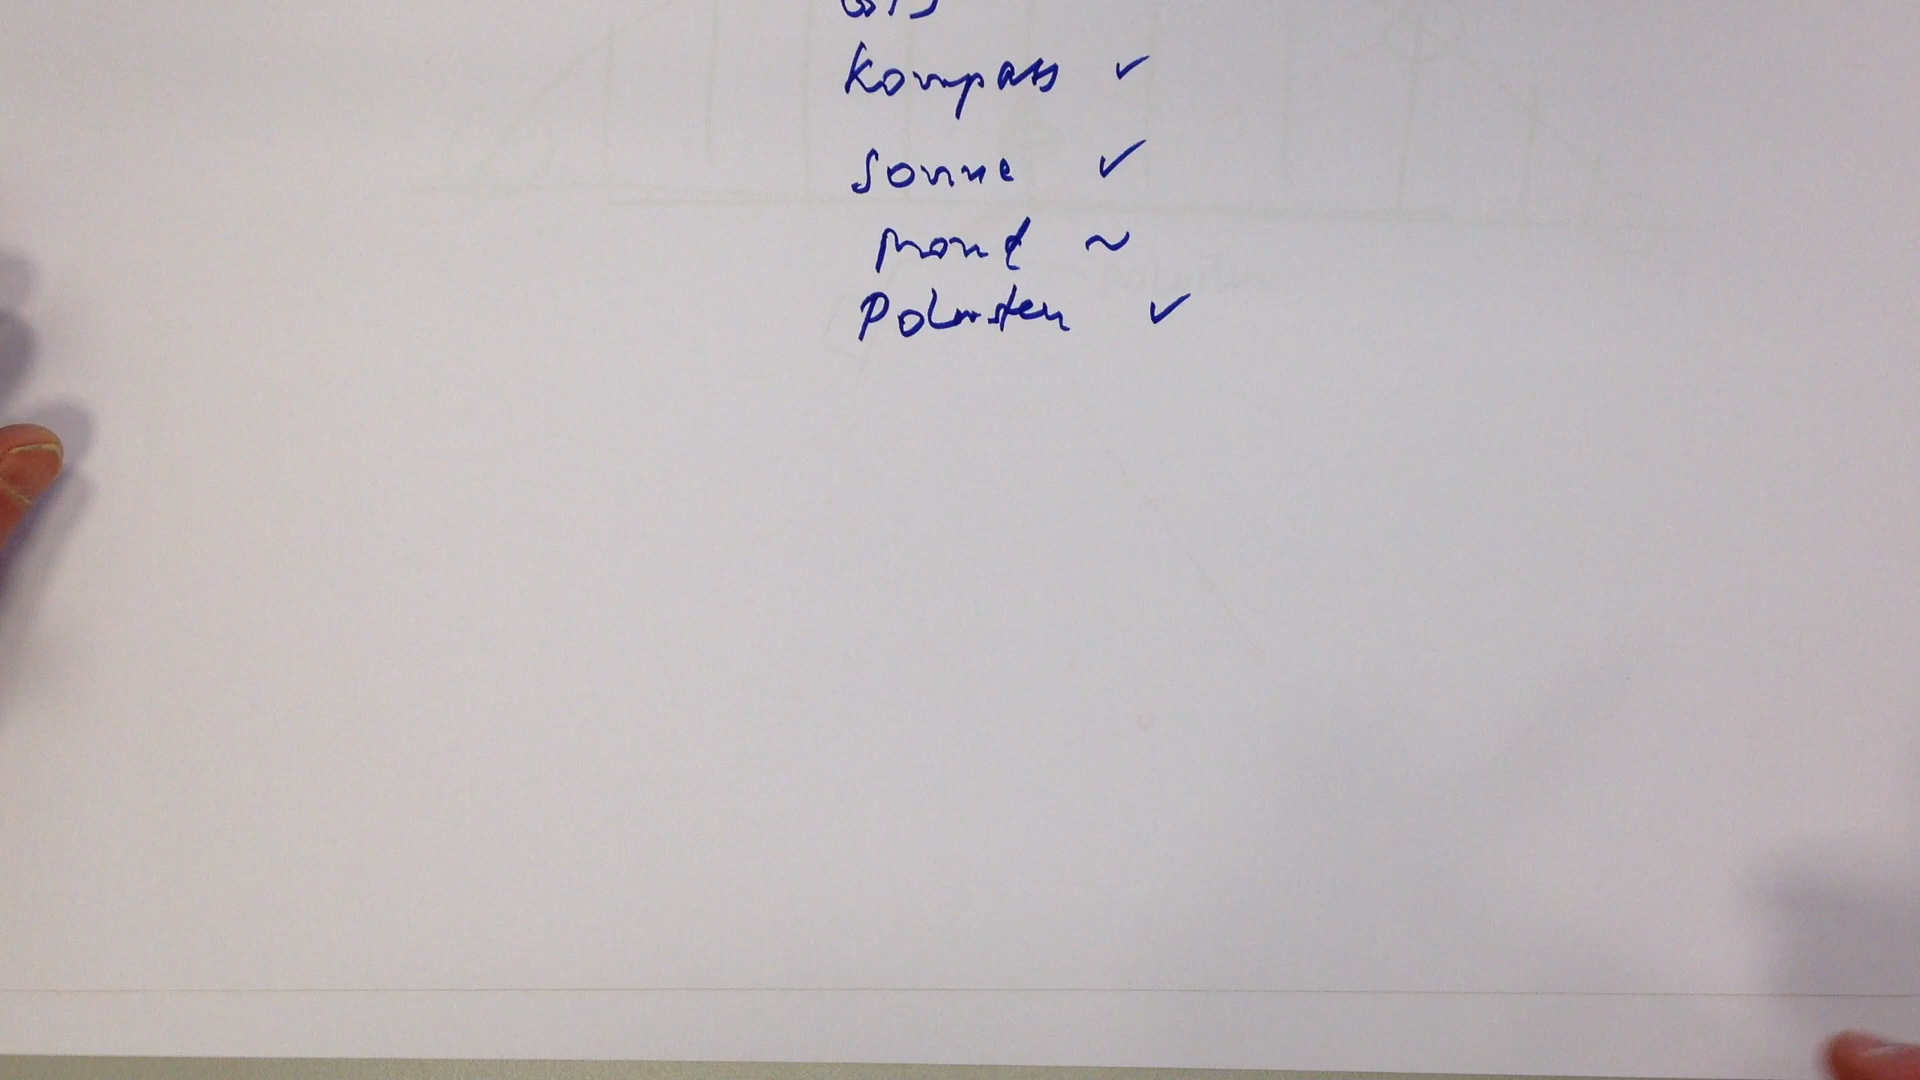 Kompass ✓
Sonne ✓
Mond ~
Polarstern ✓